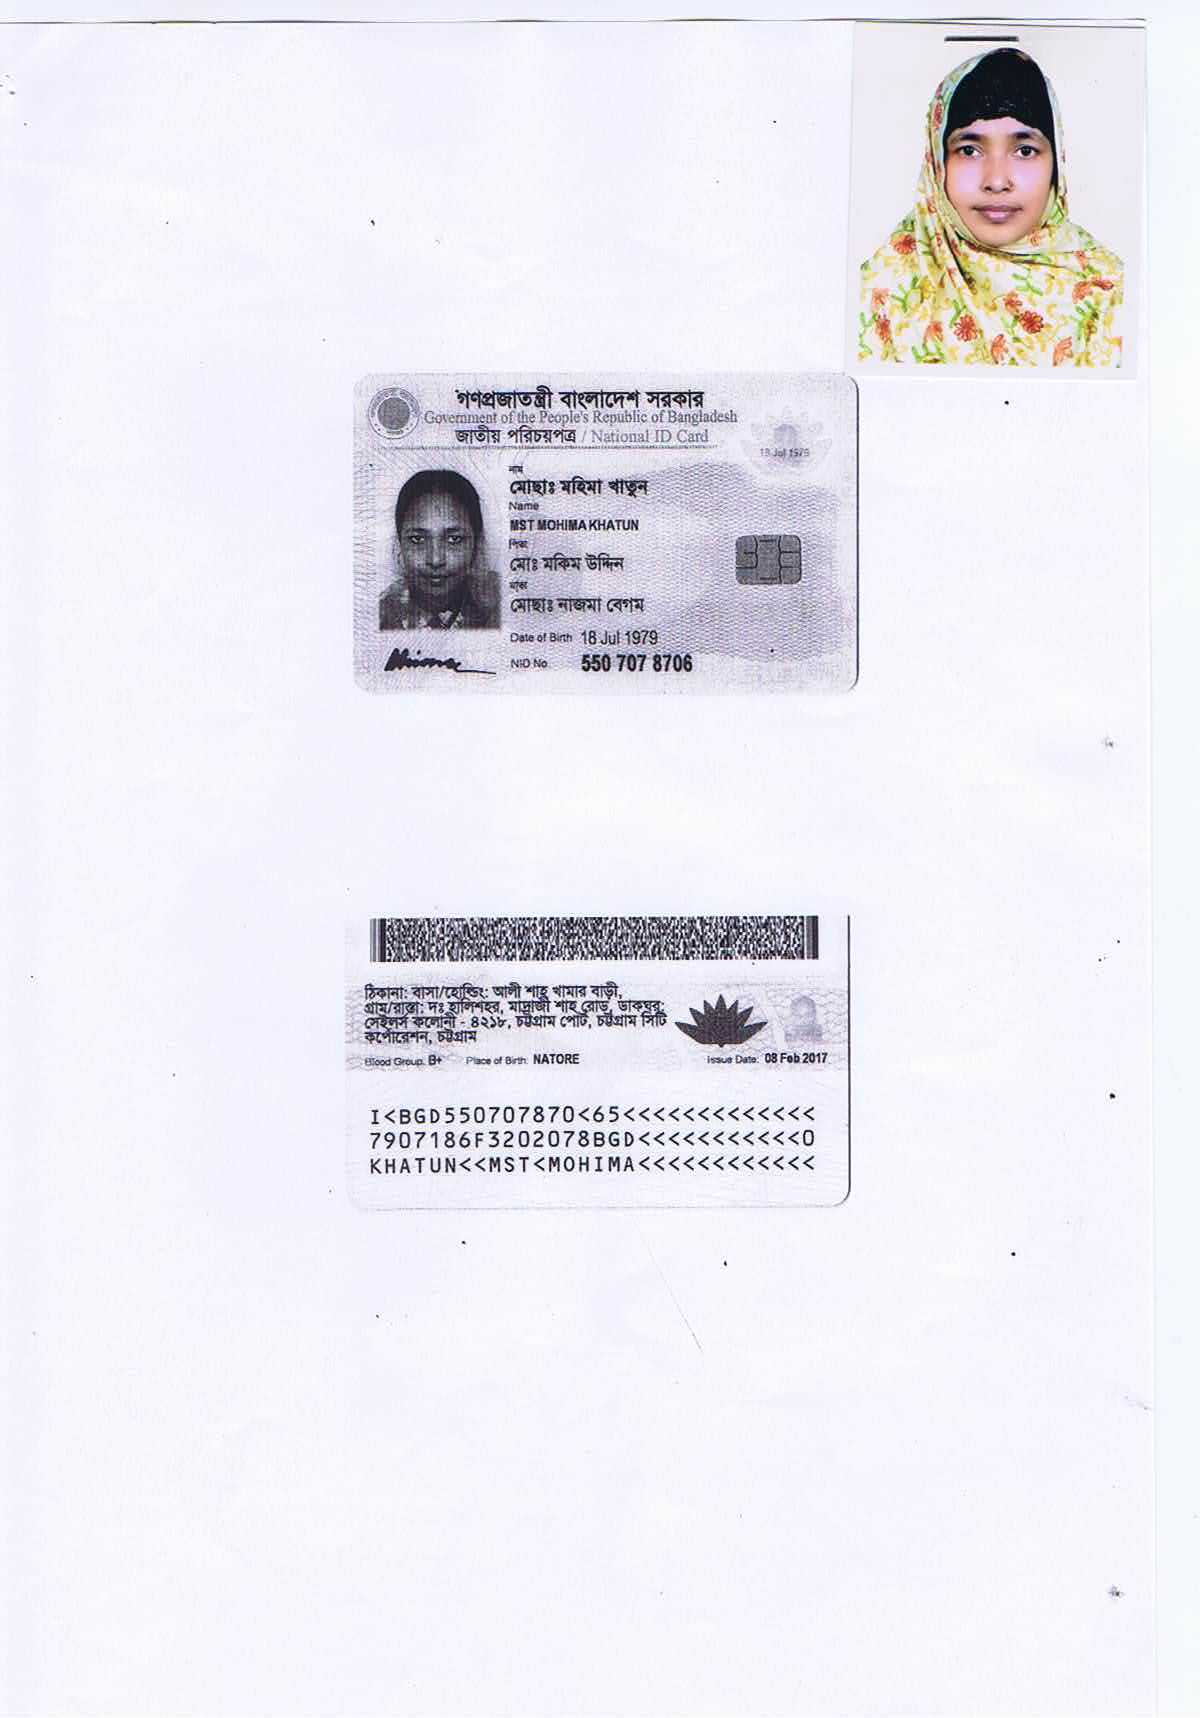 গণপ্রজাতন্ত্রী বাংলাদেশ সরকার
Government of the People's Republic of Bangladesh
জাতীয় পরিচয়পত্র / National ID Card
18 Jul 1979
নাম
মোছাঃ মহিমা খাতুন
Name
MST MOHIMA KHATUN
পিতা
মোঃ মকিম উদ্দিন
মাতা
মোছাঃ নাজমা বেগম
Date of Birth 18 Jul 1979
NID No. 550 707 8706
ঠিকানা: বাসা/হোল্ডিং: আলী শাহ খামার বাড়ী,
গ্রাম/রাস্তা: দঃ হালিশহর, মাদ্রাজী শাহ রোড, ডাকঘর:
সেইলর্স কলোনী - ৪২১৮, চট্টগ্রাম পোর্ট, চট্টগ্রাম সিটি
কর্পোরেশন, চট্টগ্রাম
Blood Group: B+ Place of Birth: NATORE Issue Date: 08 Feb 2017
I<BGD550707870<65<<<<<<<<<<<<<
7907186F3202078BGD<<<<<<<<<<<0
KHATUN<<MST<MOHIMA<<<<<<<<<<<<